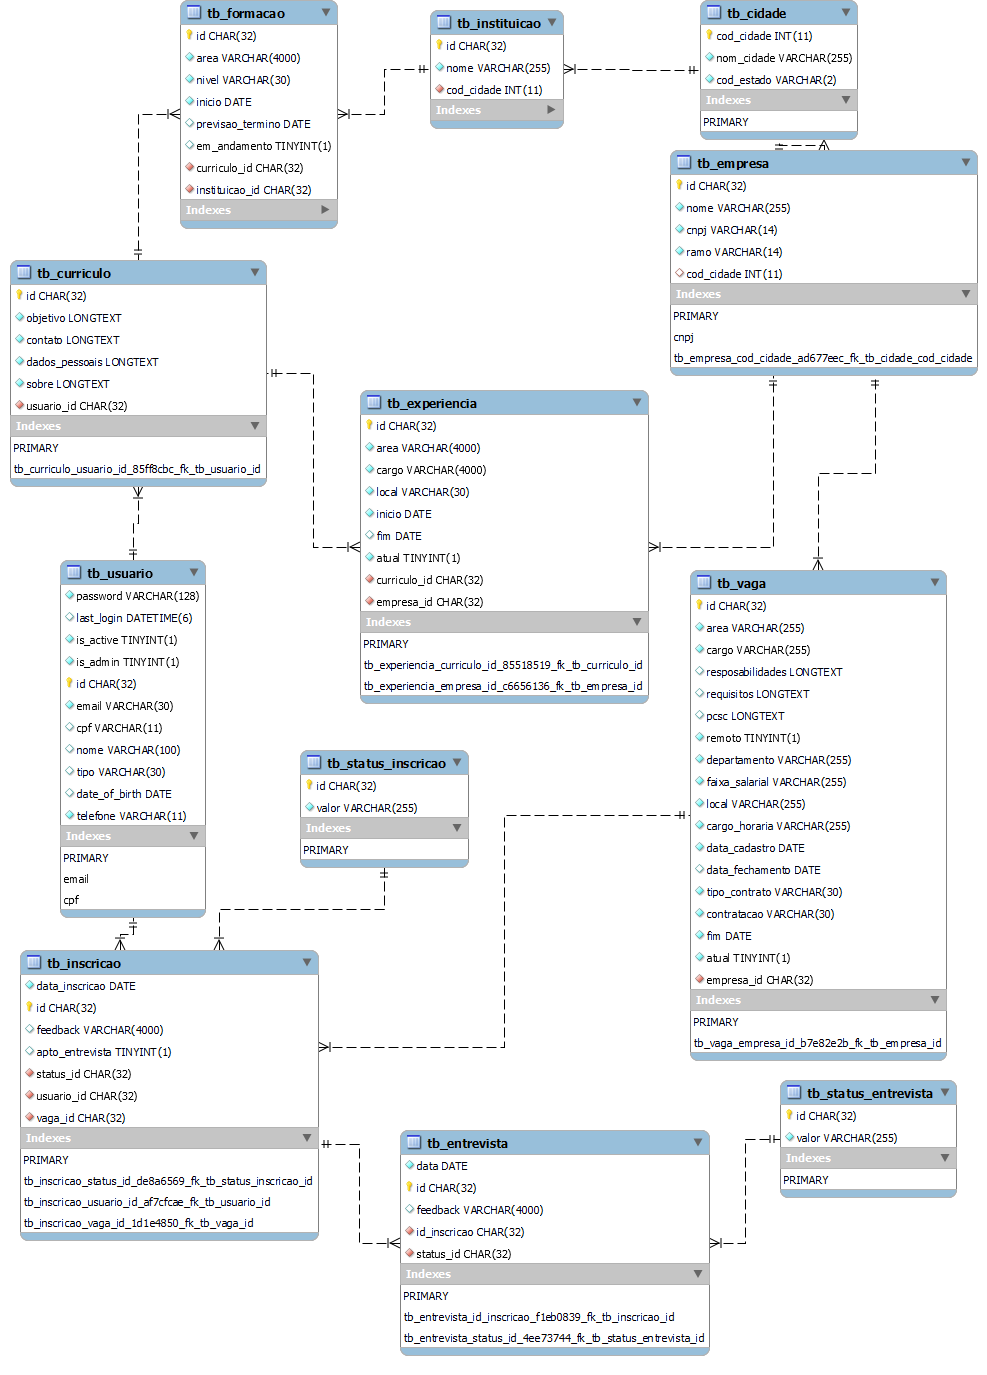 tb_formacao
id CHAR(32)
area VARCHAR(4000)
nivel VARCHAR(30)
inicio DATE
previsao_termino DATE
em_andamento TINYINT(1)
curriculo_id CHAR(32)
instituicao_id CHAR(32)
Indexes
tb_instituicao
id CHAR(32)
nome VARCHAR(255)
cod_cidade INT(11)
Indexes
tb_cidade
cod_cidade INT(11)
nom_cidade VARCHAR(255)
cod_estado VARCHAR(2)
Indexes
PRIMARY
tb_empresa
id CHAR(32)
nome VARCHAR(255)
cnpj VARCHAR(14)
ramo VARCHAR(14)
cod_cidade INT(11)
Indexes
PRIMARY
cnpj
tb_empresa_cod_cidade_ad677eec_fk_tb_cidade_cod_cidade
tb_curriculo
id CHAR(32)
objetivo LONGTEXT
contato LONGTEXT
dados_pessoais LONGTEXT
sobre LONGTEXT
usuario_id CHAR(32)
Indexes
PRIMARY
tb_curriculo_usuario_id_85ff8cbc_fk_tb_usuario_id
tb_experiencia
id CHAR(32)
area VARCHAR(4000)
cargo VARCHAR(4000)
local VARCHAR(30)
inicio DATE
fim DATE
atual TINYINT(1)
curriculo_id CHAR(32)
empresa_id CHAR(32)
Indexes
PRIMARY
tb_experiencia_curriculo_id_85518519_fk_tb_curriculo_id
tb_experiencia_empresa_id_c6656136_fk_tb_empresa_id
tb_usuario
password VARCHAR(128)
last_login DATETIME(6)
is_active TINYINT(1)
is_admin TINYINT(1)
id CHAR(32)
email VARCHAR(30)
cpf VARCHAR(11)
nome VARCHAR(100)
tipo VARCHAR(30)
date_of_birth DATE
telefone VARCHAR(11)
Indexes
PRIMARY
email
cpf
tb_vaga
id CHAR(32)
area VARCHAR(255)
cargo VARCHAR(255)
resposabilidades LONGTEXT
requisitos LONGTEXT
pcsc LONGTEXT
remoto TINYINT(1)
departamento VARCHAR(255)
faixa_salarial VARCHAR(255)
local VARCHAR(255)
cargo_horaria VARCHAR(255)
data_cadastro DATE
data_fechamento DATE
tipo_contrato VARCHAR(30)
contratacao VARCHAR(30)
fim DATE
atual TINYINT(1)
empresa_id CHAR(32)
Indexes
PRIMARY
tb_vaga_empresa_id_b7e82e2b_fk_tb_empresa_id
tb_status_inscricao
id CHAR(32)
valor VARCHAR(255)
Indexes
PRIMARY
tb_inscricao
data_inscricao DATE
id CHAR(32)
feedback VARCHAR(4000)
apto_entrevista TINYINT(1)
status_id CHAR(32)
usuario_id CHAR(32)
vaga_id CHAR(32)
Indexes
PRIMARY
tb_inscricao_status_id_de8a6569_fk_tb_status_inscricao_id
tb_inscricao_usuario_id_af7cfcae_fk_tb_usuario_id
tb_inscricao_vaga_id_1d1e4850_fk_tb_vaga_id
tb_entrevista
data DATE
id CHAR(32)
feedback VARCHAR(4000)
id_inscricao CHAR(32)
status_id CHAR(32)
Indexes
PRIMARY
tb_entrevista_id_inscricao_f1eb0839_fk_tb_inscricao_id
tb_entrevista_status_id_4ee73744_fk_tb_status_entrevista_id
tb_status_entrevista
id CHAR(32)
valor VARCHAR(255)
Indexes
PRIMARY